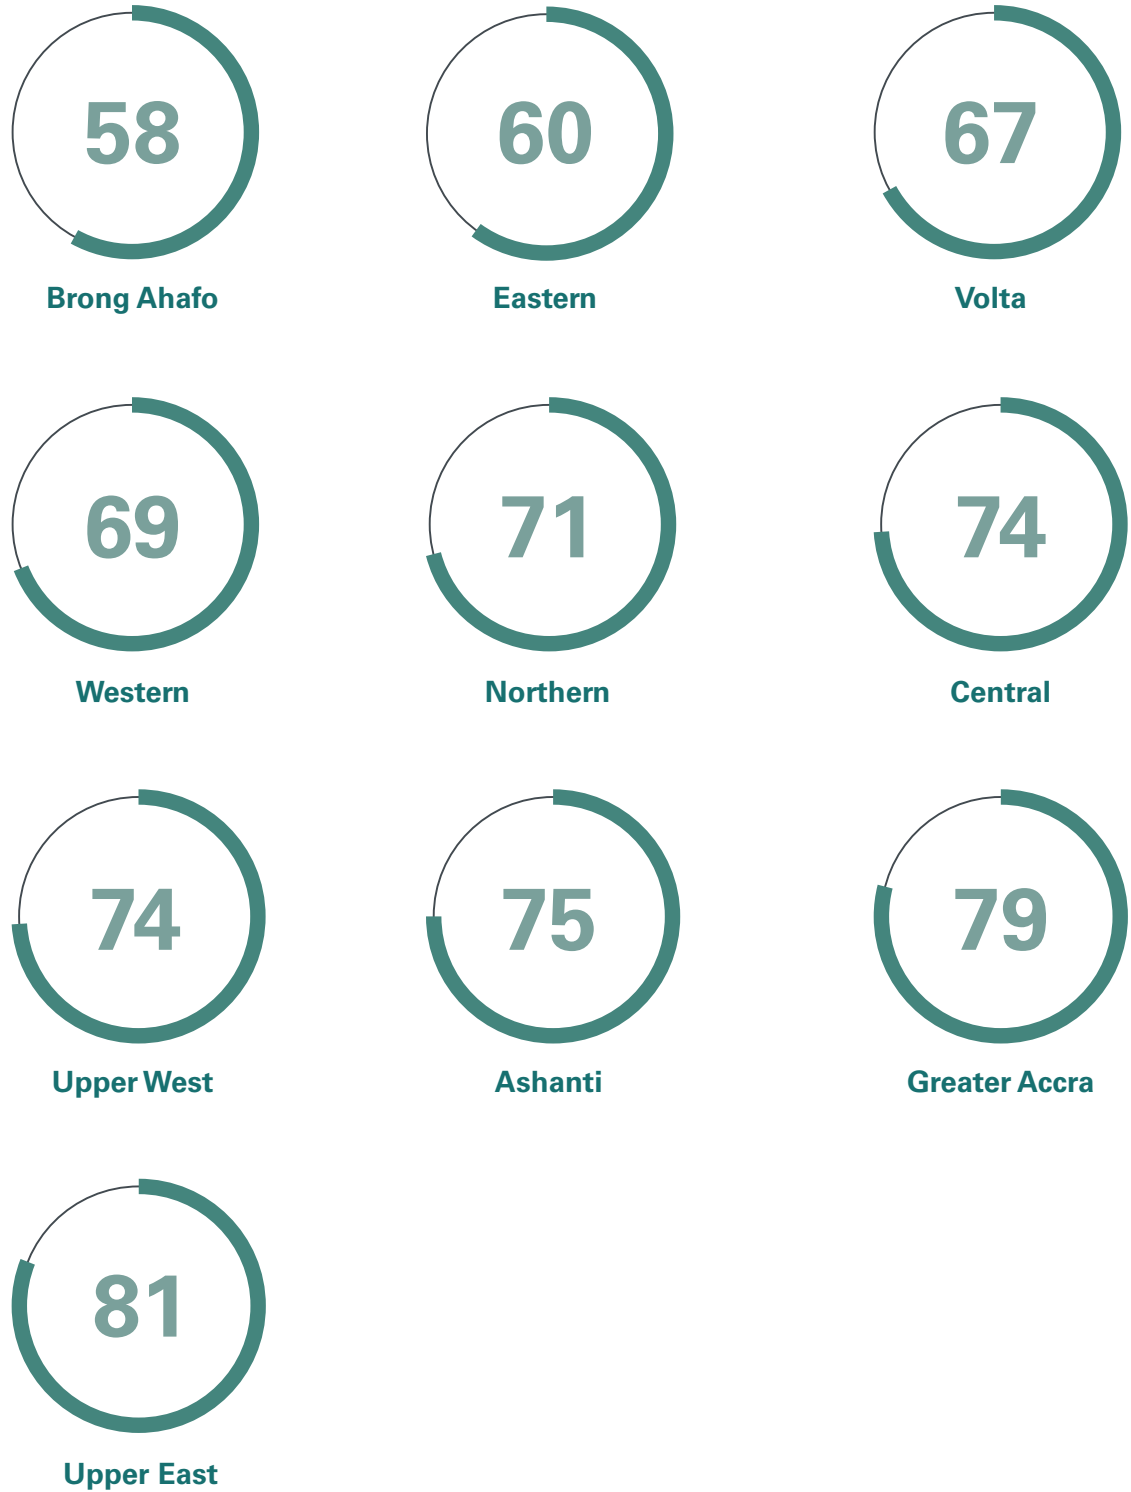 58
60
67
Brong Ahafo
Eastern
Volta
69
71
74
Western
Northern
Central
74
75
79
Upper West
Ashanti
Greater Accra
81
Upper East